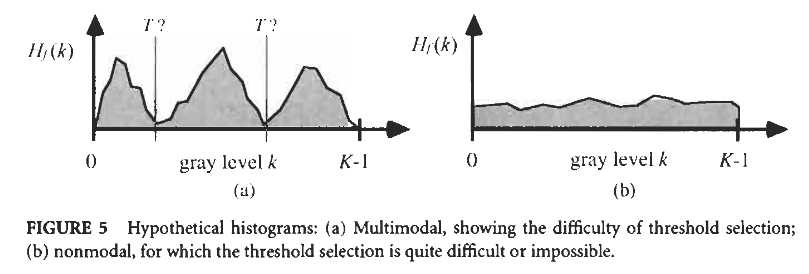 T ? T ?
H_f(k) H_f(k)
0 gray level k K-1 0 gray level k K-1
(a) (b)
FIGURE 5 Hypothetical histograms: (a) Multimodal, showing the difficulty of threshold selection;
(b) nonmodal, for which the threshold selection is quite difficult or impossible.